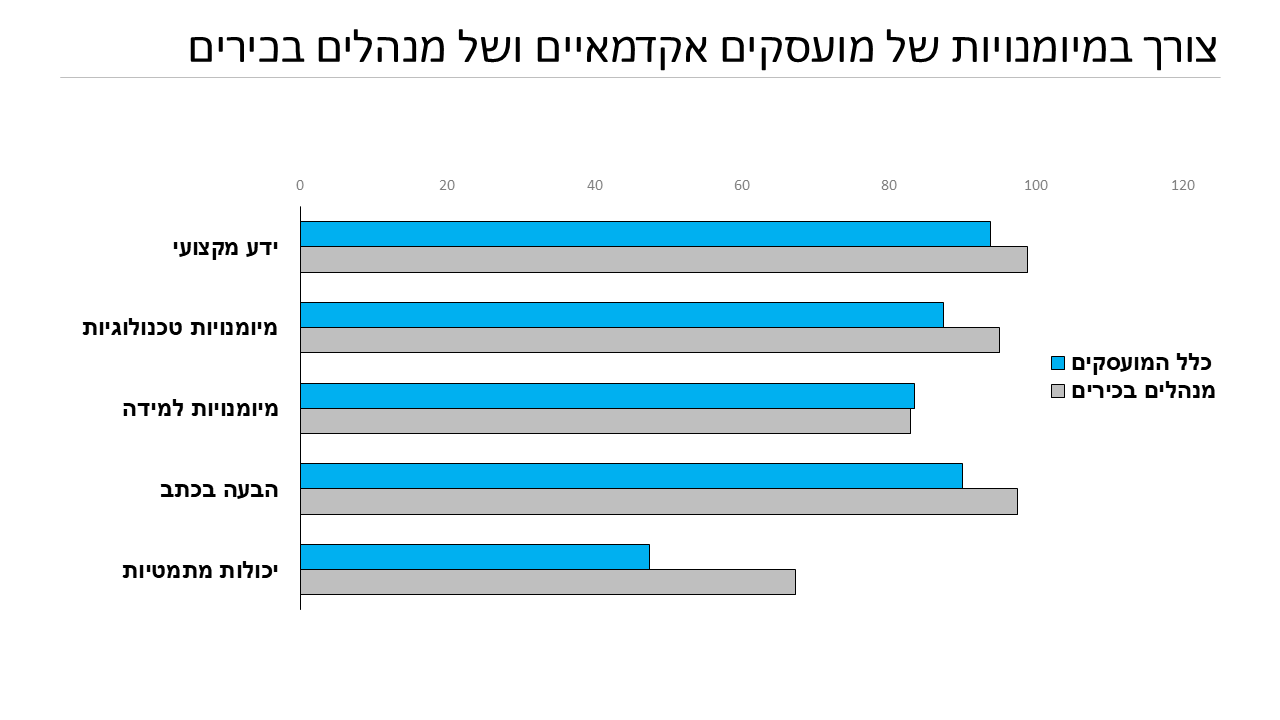 צורך במיומנויות של מועסקים אקדמאיים ושל מנהלים בכירים
0 20 40 60 80 100 120
ידע מקצועי
מיומנויות טכנולוגיות
מיומנויות למידה
הבעה בכתב
יכולות מתמטיות
כלל המועסקים
מנהלים בכירים